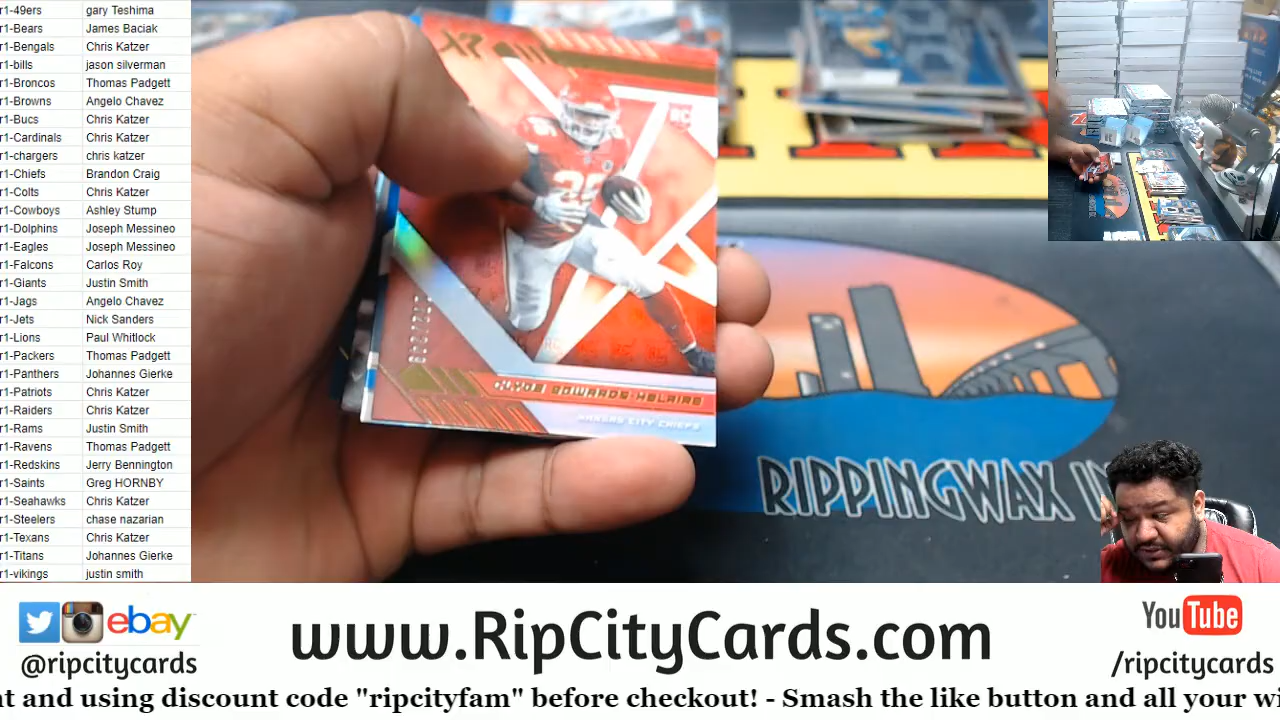 r1-49ers gary Teshima
r1-Bears James Baciak
r1-Bengals Chris Katzer
r1-bills jason silverman
r1-Broncos Thomas Padgett
r1-Browns Angelo Chavez
r1-Bucs Chris Katzer
r1-Cardinals Chris Katzer
r1-chargers chris katzer
r1-Chiefs Brandon Craig
r1-Colts Chris Katzer
r1-Cowboys Ashley Stump
r1-Dolphins Joseph Messineo
r1-Eagles Joseph Messineo
r1-Falcons Carlos Roy
r1-Giants Justin Smith
r1-Jags Angelo Chavez
r1-Jets Nick Sanders
r1-Lions Paul Whitlock
r1-Packers Thomas Padgett
r1-Panthers Johannes Gierke
r1-Patriots Chris Katzer
r1-Raiders Chris Katzer
r1-Rams Justin Smith
r1-Ravens Thomas Padgett
r1-Redskins Jerry Bennington
r1-Saints Greg HORNBY
r1-Seahawks Chris Katzer
r1-Steelers chase nazarian
r1-Texans Chris Katzer
r1-Titans Johannes Gierke
r1-vikings justin smith
XR
RC
CLYDE EDWARDS-HELAIRE
KANSAS CITY CHIEFS
RIPPINGWAX
ebay
@ripcitycards
www.RipCityCards.com
YouTube
/ripcitycards
nt and using discount code "ripcityfam" before checkout! - Smash the like button and all your wi